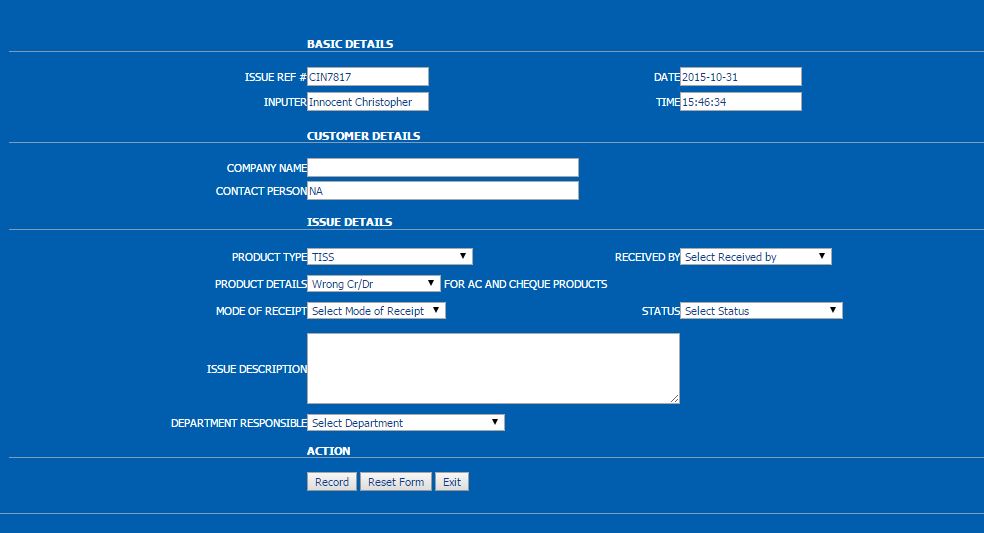 BASIC DETAILS
ISSUE REF # CIN7817 DATE 2015-10-31
INPUTER Innocent Christopher TIME 15:46:34
CUSTOMER DETAILS
COMPANY NAME
CONTACT PERSON NA
ISSUE DETAILS
PRODUCT TYPE TISS RECEIVED BY Select Received by
PRODUCT DETAILS Wrong Cr/Dr FOR AC AND CHEQUE PRODUCTS
MODE OF RECEIPT Select Mode of Receipt STATUS Select Status
ISSUE DESCRIPTION
DEPARTMENT RESPONSIBLE Select Department
ACTION
Record Reset Form Exit